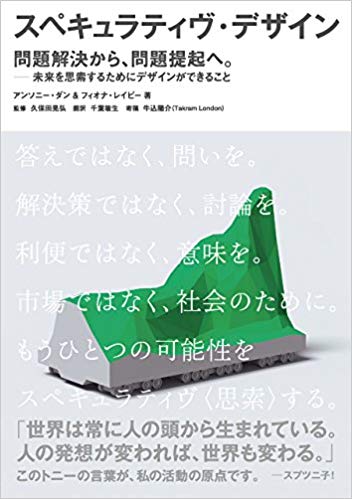 スペキュラティヴ・デザイン
問題解決から、問題提起へ。
—未来を思索するためにデザインができること
アンソニー・ダン & フィオナ・レイビー 著
監修 久保田晃弘 翻訳 千葉敏生 寄稿 牛込陽介(Takram London)
答えではなく、問いを。
解決策ではなく、討論を。
利便ではなく、意味を。
市場ではなく、社会のために。
もうひとつの可能性を
スペキュラティヴ〈思索〉する。
「世界は常に人の頭から生まれている。
人の発想が変われば、世界も変わる。」
このトニーの言葉が、私の活動の原点です。 —スプツニ子!